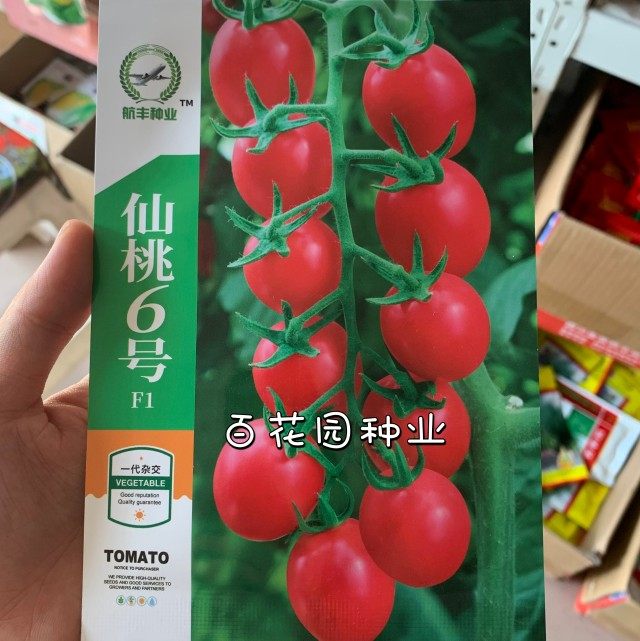 航丰种业 TM
仙桃6号
F1
百花园种业
一代杂交
VEGETABLE
Good reputation
Quality guarantee
TOMATO
NOTICE TO PURCHASER
WE PROVIDE HIGH-QUALITY
SEEDS AND GOOD SERVICES TO
GROWERS AND PARTNERS